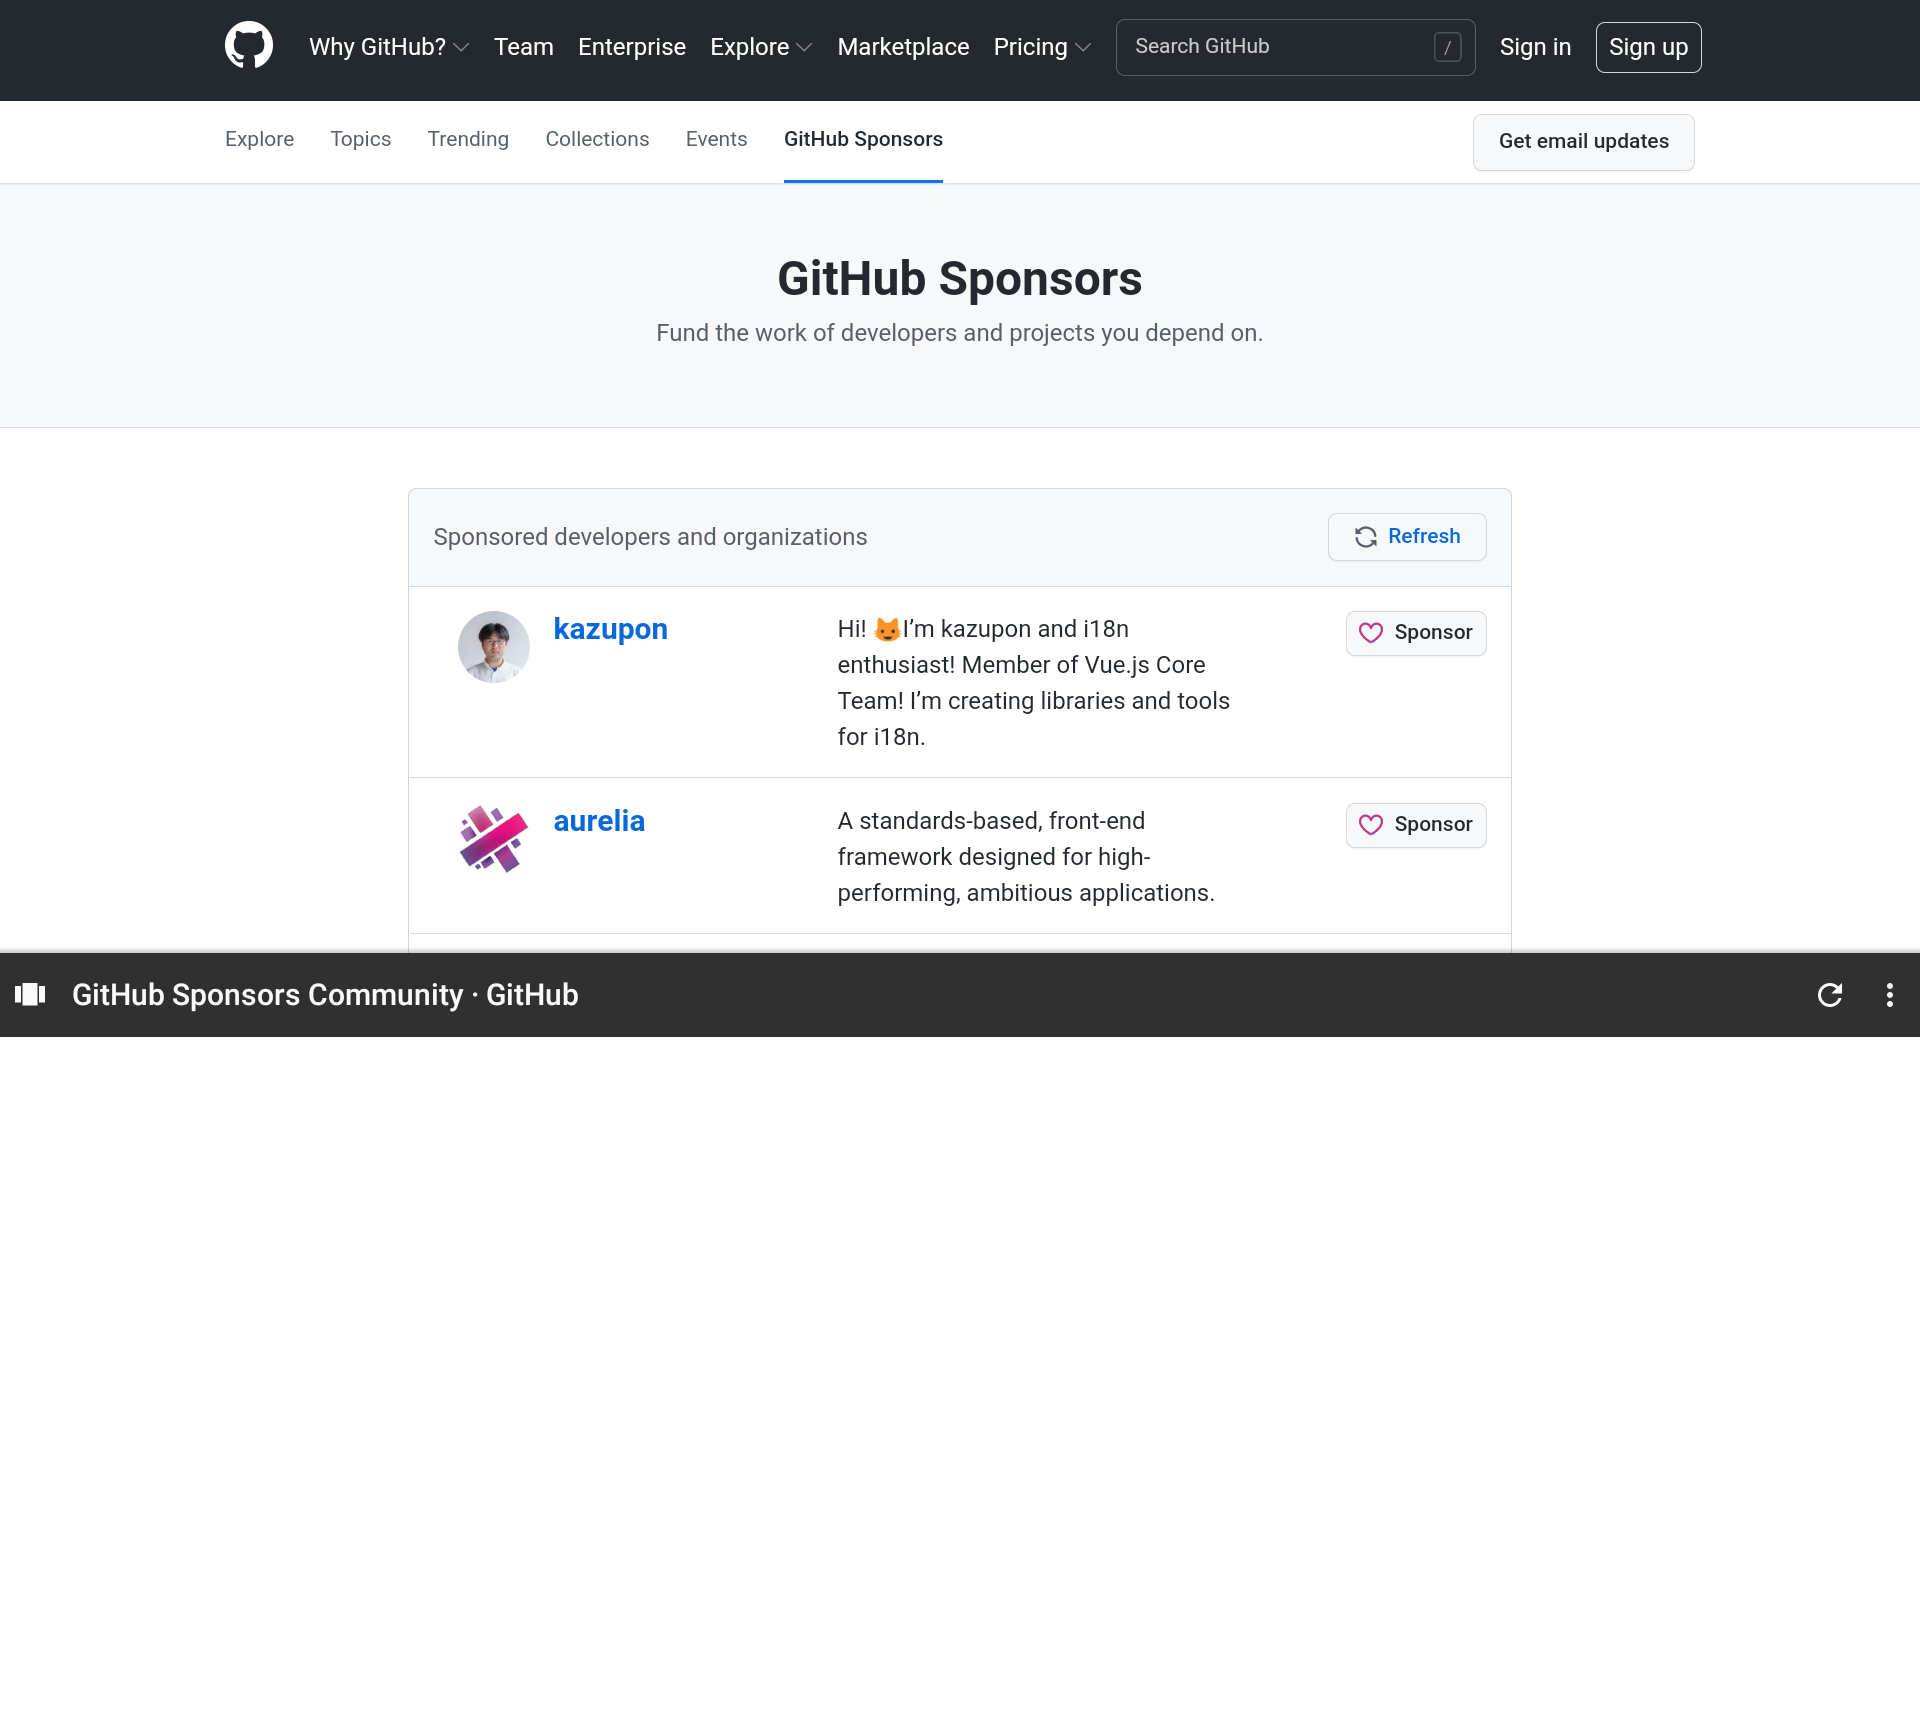 Why GitHub? Team Enterprise Explore Marketplace Pricing Search GitHub / Sign in Sign up
Explore Topics Trending Collections Events GitHub Sponsors Get email updates
GitHub Sponsors
Fund the work of developers and projects you depend on.
Sponsored developers and organizations Refresh
kazupon
Hi! 😺I’m kazupon and i18n
enthusiast! Member of Vue.js Core
Team! I’m creating libraries and tools
for i18n.
Sponsor
aurelia
A standards-based, front-end
framework designed for high-
performing, ambitious applications.
Sponsor
GitHub Sponsors Community · GitHub